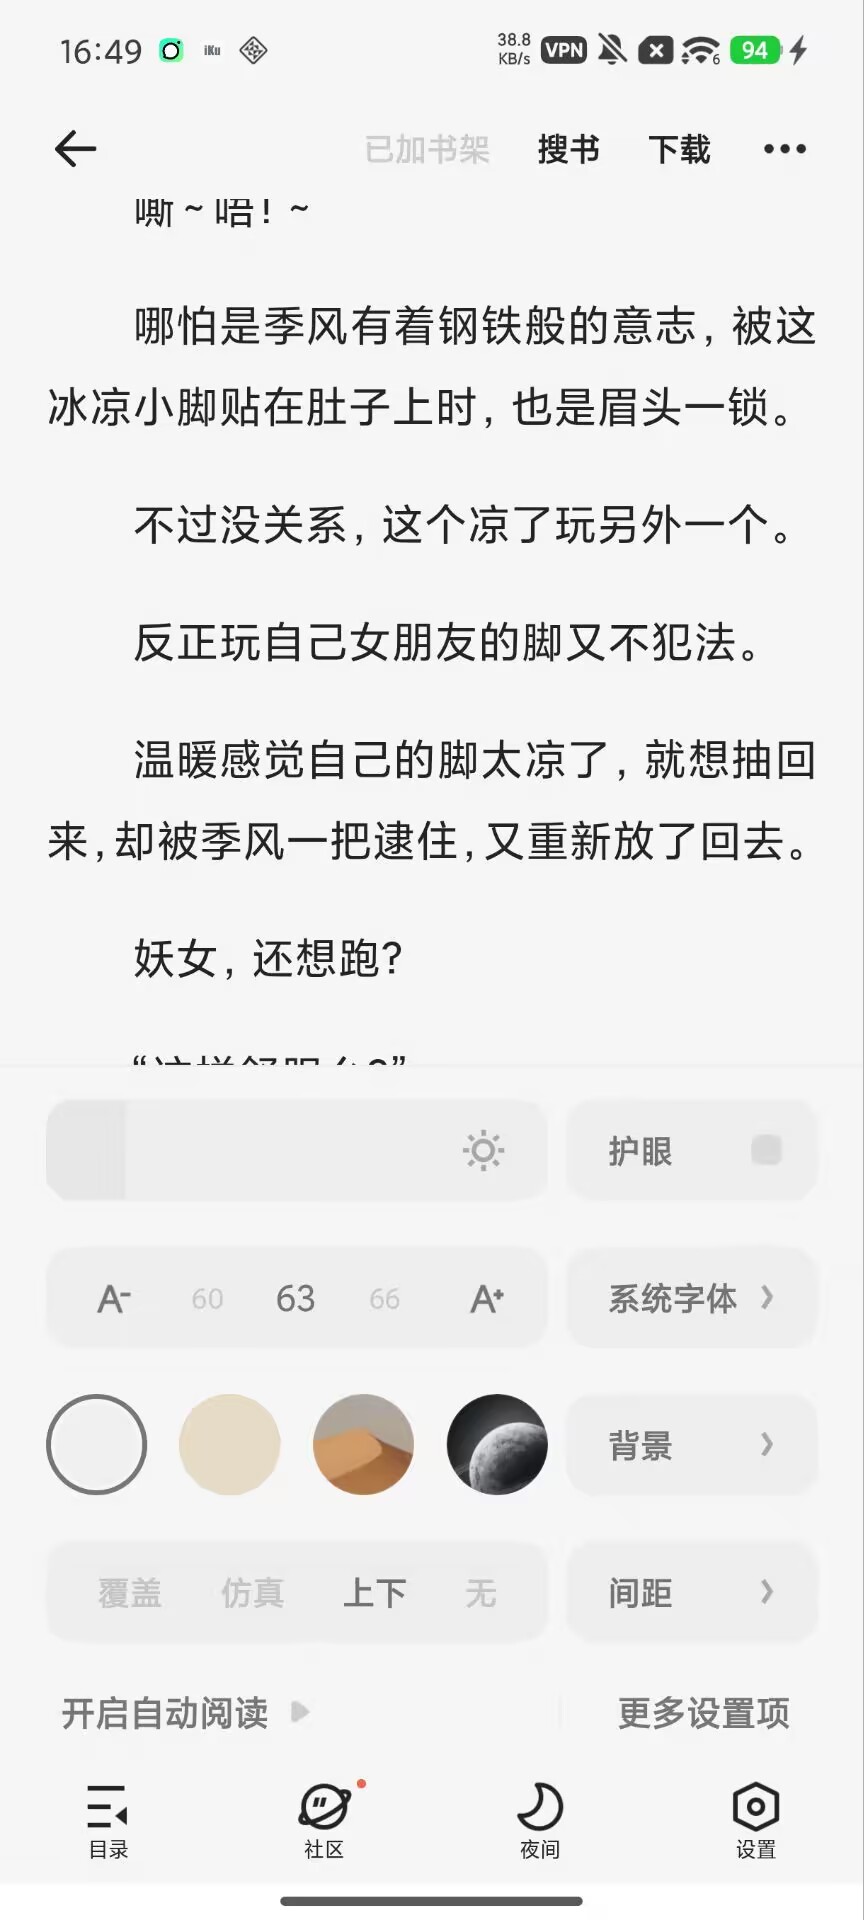 16:49
iKu
38.8
KB/s
VPN
6
94
已加书架
搜书
下载
嘶~唔!~
哪怕是季风有着钢铁般的意志,被这
冰凉小脚贴在肚子上时,也是眉头一锁。
不过没关系,这个凉了玩另外一个。
反正玩自己女朋友的脚又不犯法。
温暖感觉自己的脚太凉了,就想抽回
来,却被季风一把逮住,又重新放了回去。
妖女,还想跑?
护眼
A-
60
63
66
A+
系统字体
背景
覆盖
仿真
上下
无
间距
开启自动阅读
更多设置项
目录
社区
夜间
设置